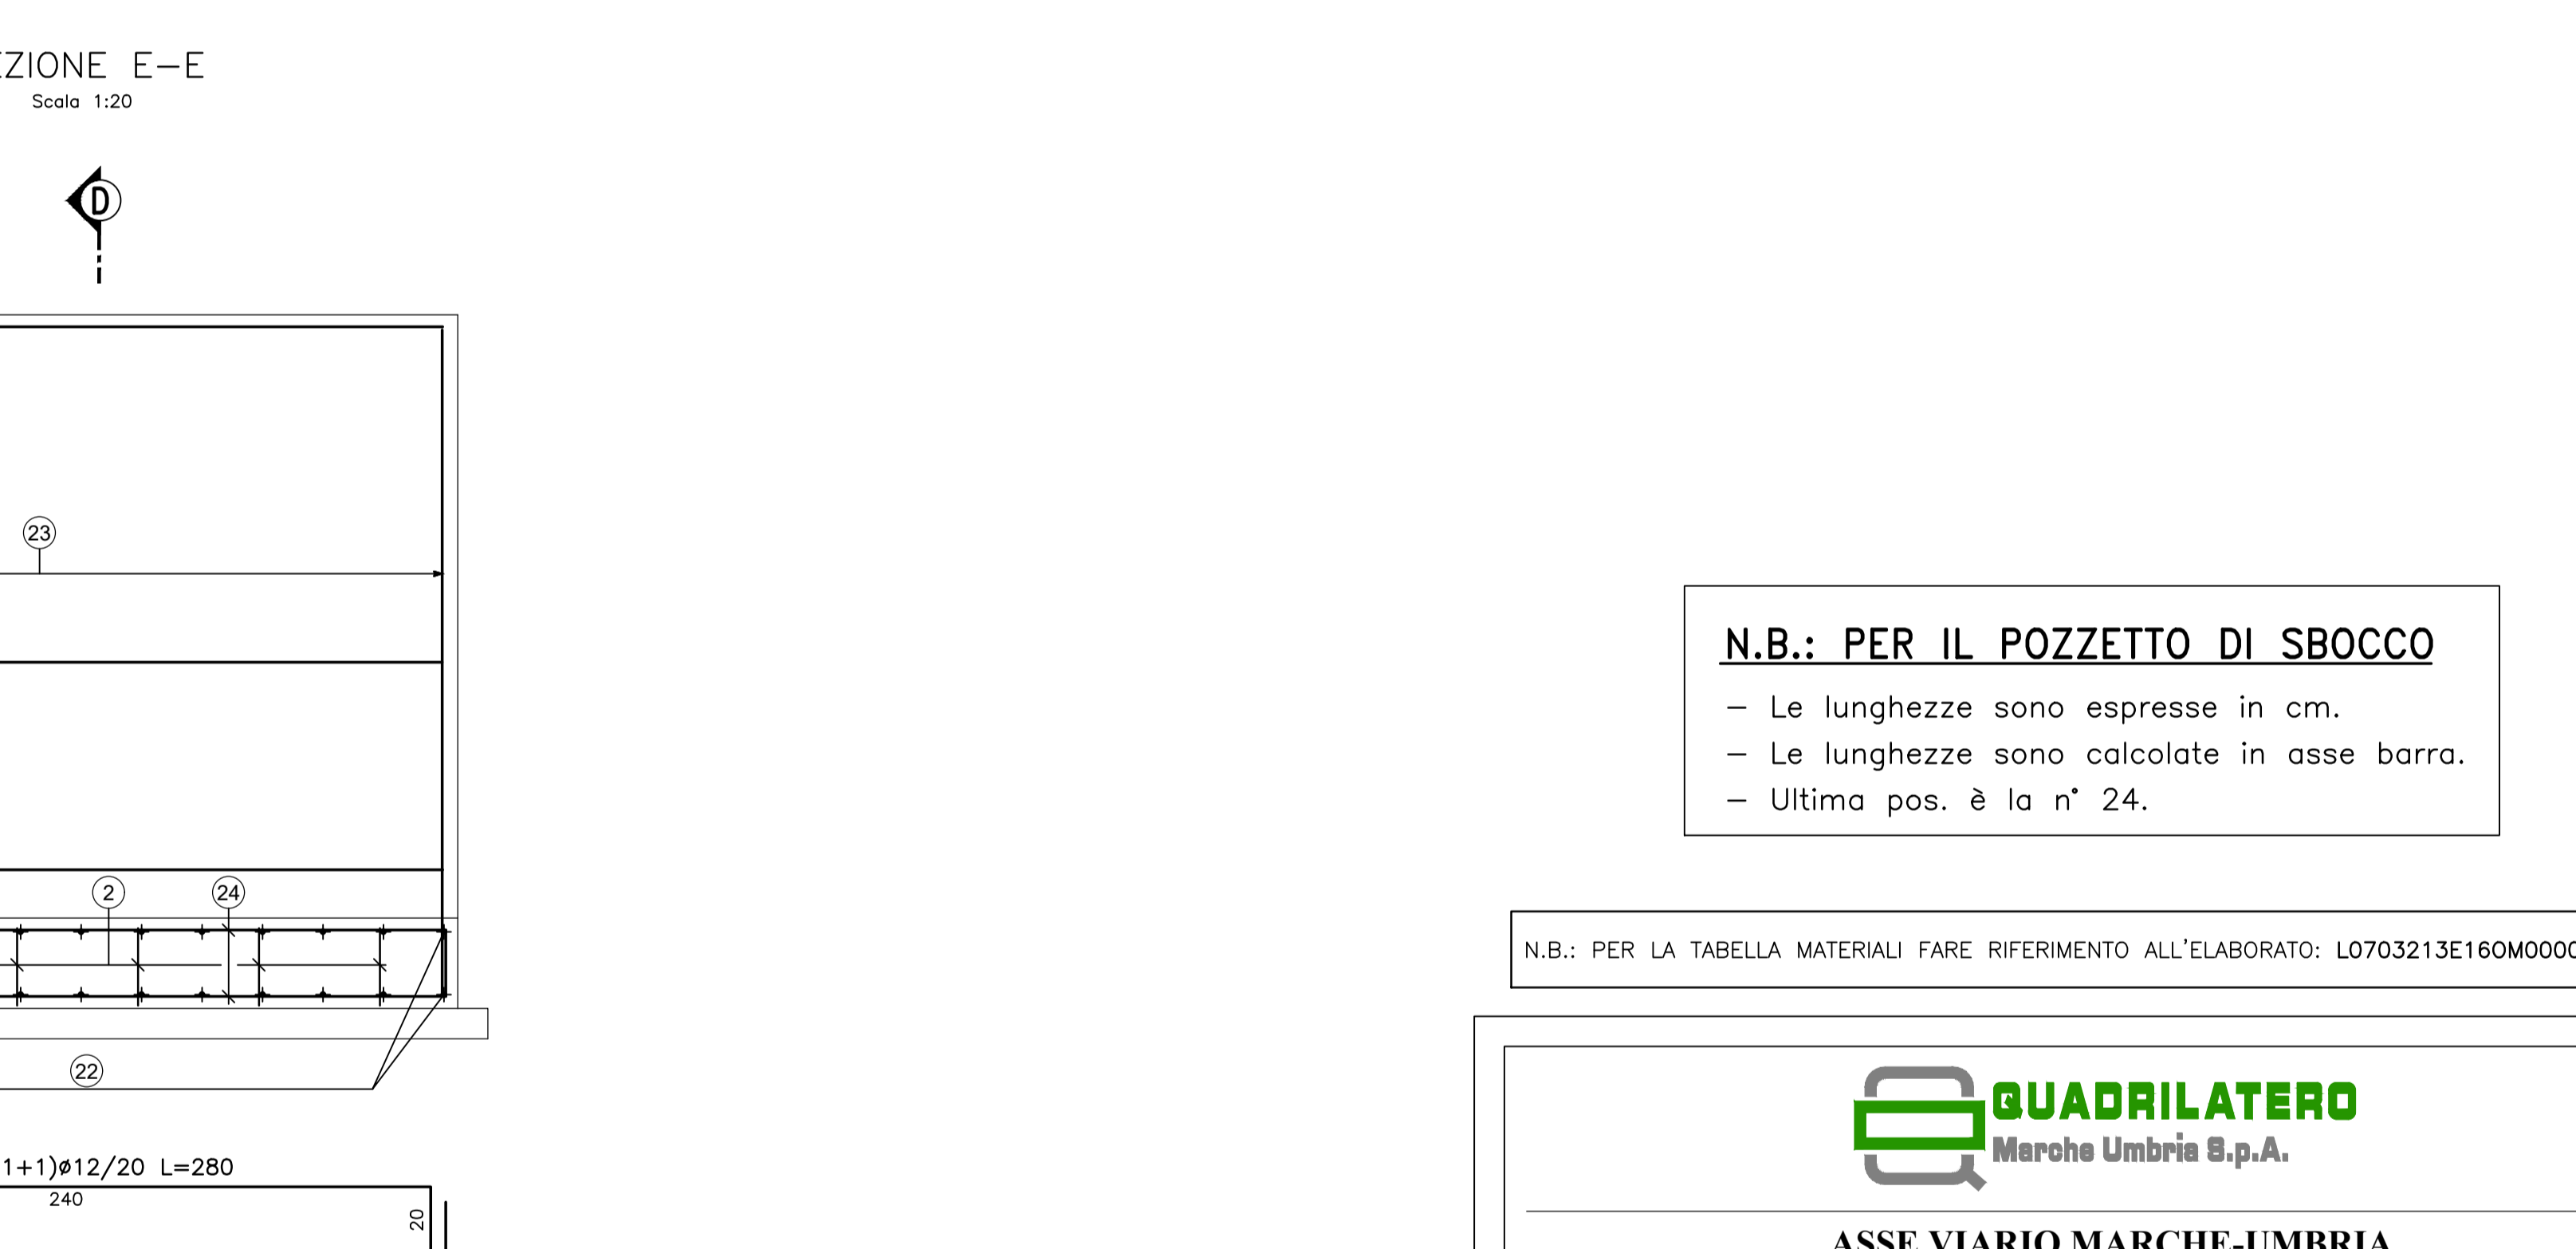 EZIONE E-E
Scala 1:20
D
23
2
24
22
1+1)ø12/20 L=280
240
20
N.B.: PER IL POZZETTO DI SBOCCO
- Le lunghezze sono espresse in cm.
- Le lunghezze sono calcolate in asse barra.
- Ultima pos. è la n° 24.
N.B.: PER LA TABELLA MATERIALI FARE RIFERIMENTO ALL'ELABORATO: L0703213E16OM0000
QUADRILATERO
Marche Umbria S.p.A.
ASSE VIARIO MARCHE-UMBRIA